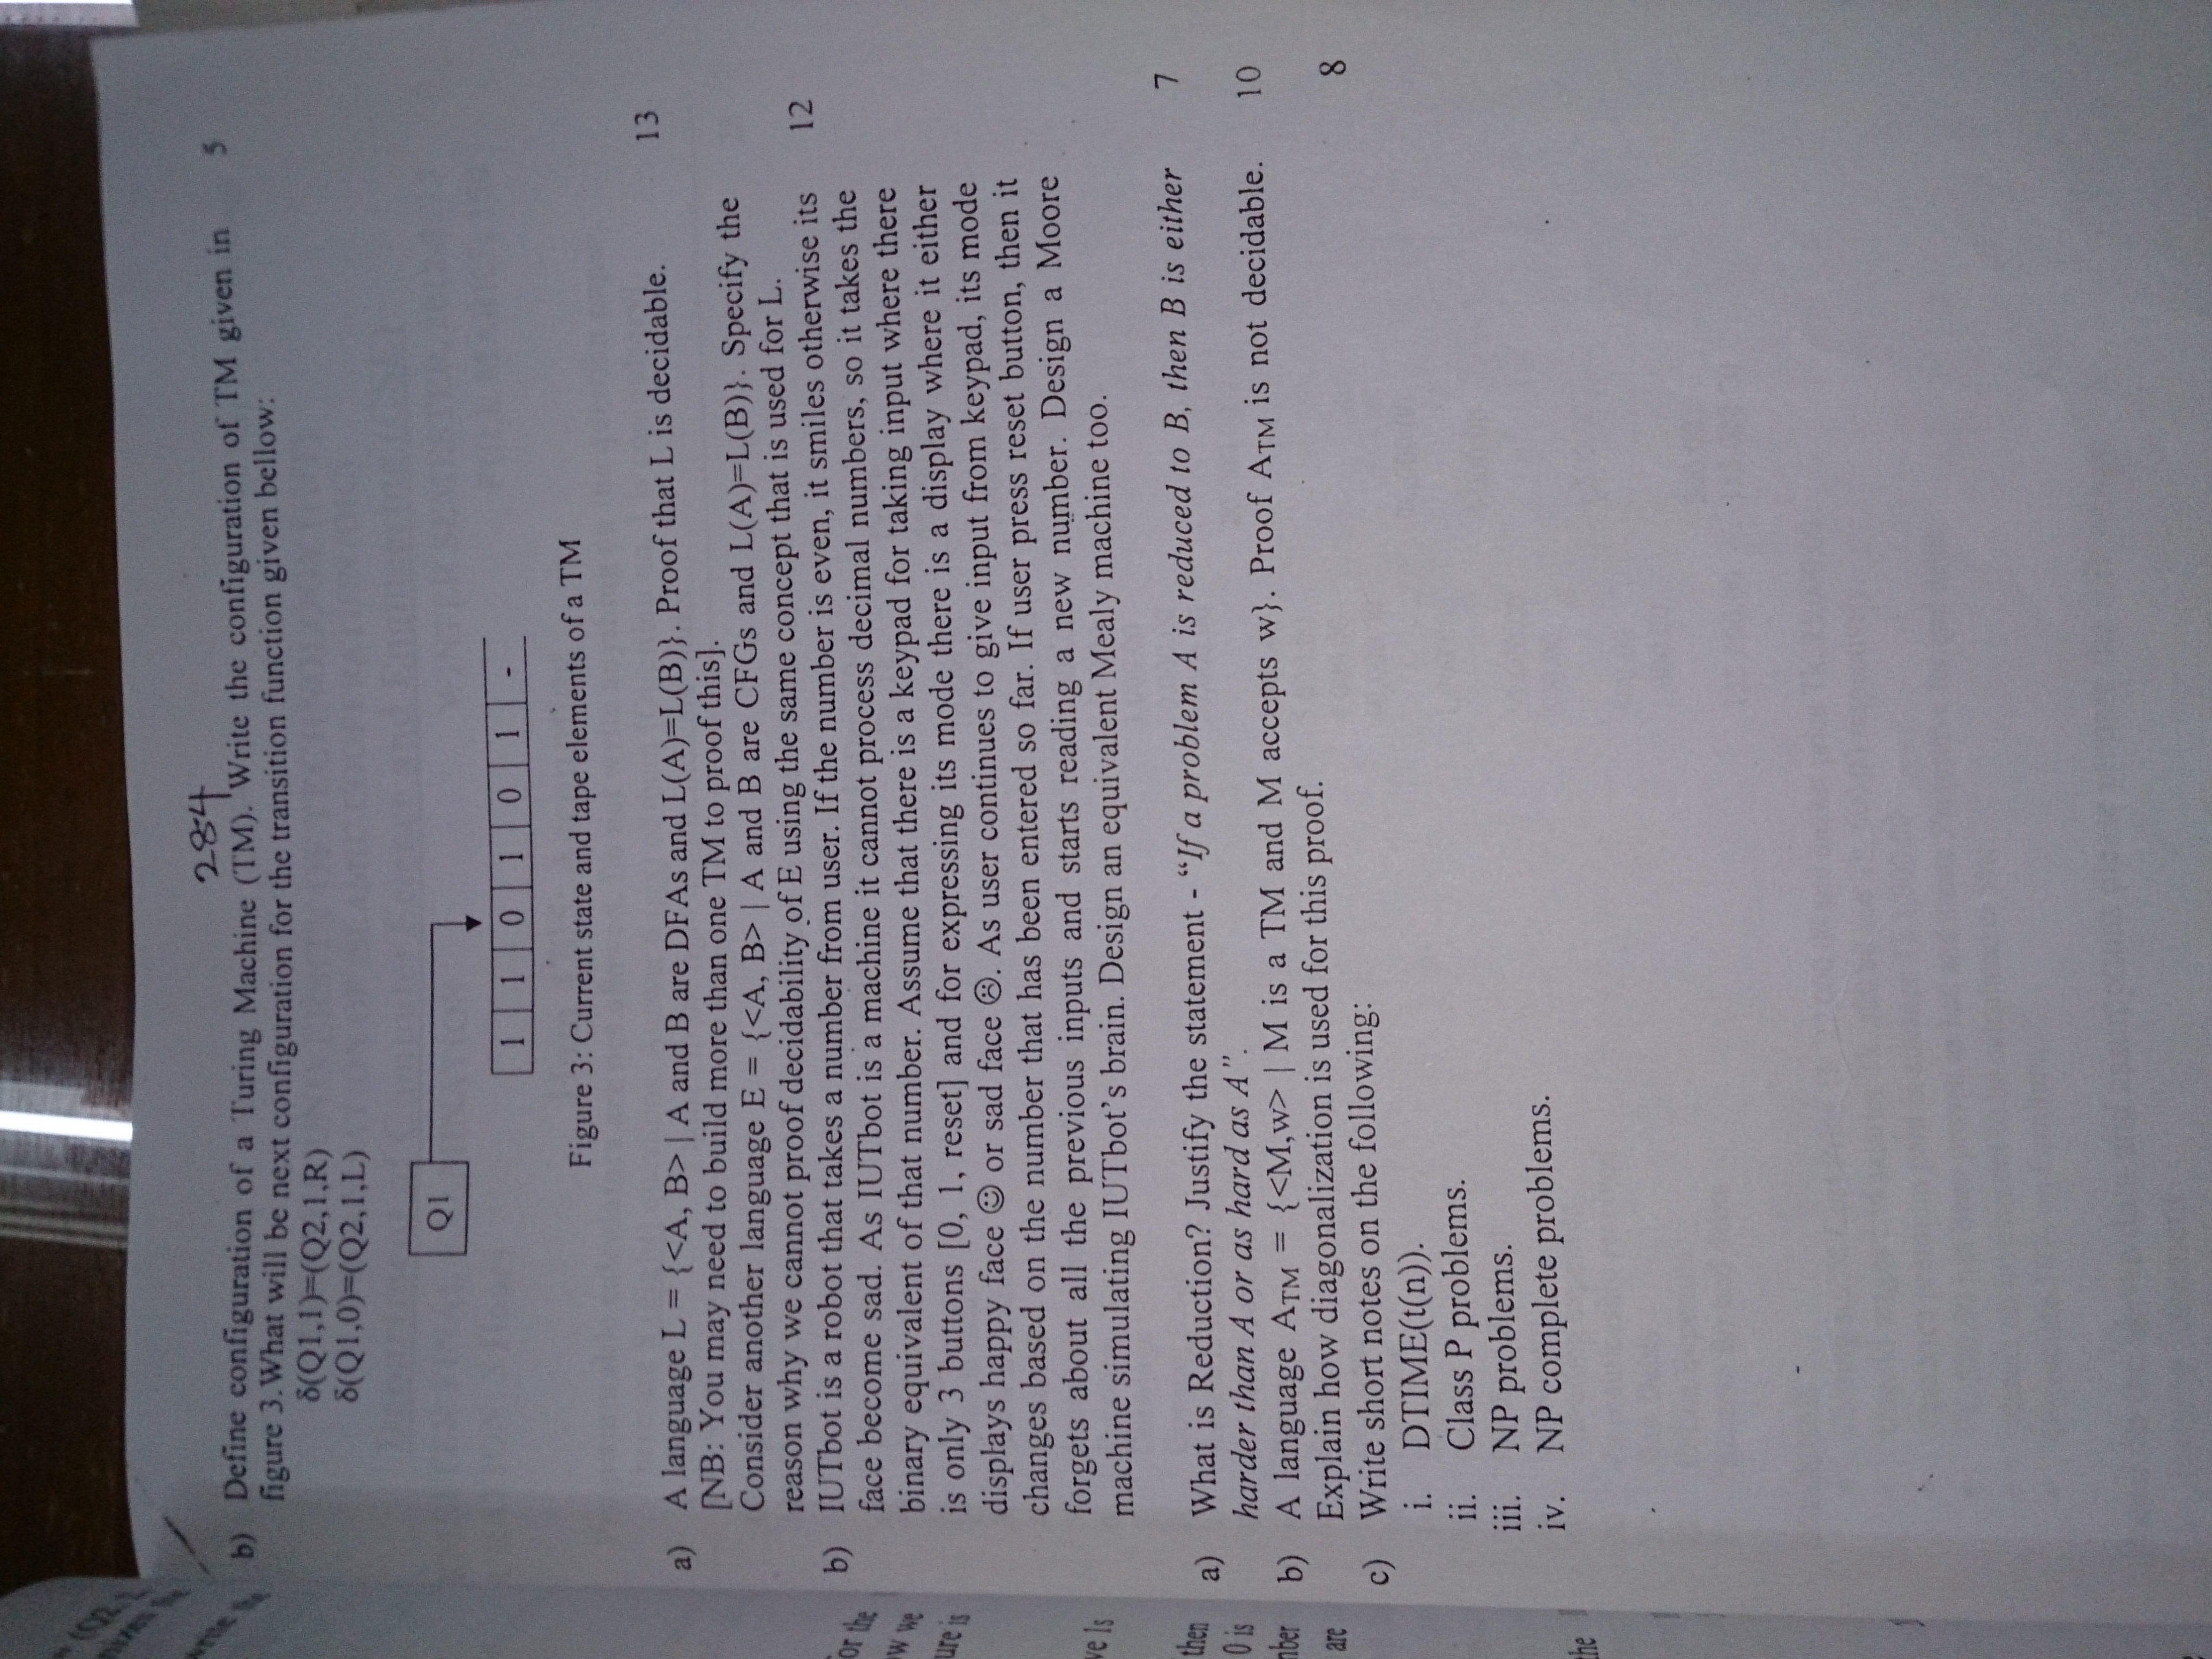 284
b) Define configuration of a Turing Machine (TM). Write the configuration of TM given in 5
figure 3.What will be next configuration for the transition function given bellow:
δ(Q1,1)=(Q2,1,R)
δ(Q1,0)=(Q2,1,L)
Q1
1 1 0 1 0 1 -
Figure 3: Current state and tape elements of a TM
a) A language L = {<A, B> | A and B are DFAs and L(A)=L(B)}. Proof that L is decidable. 13
[NB: You may need to build more than one TM to proof this].
Consider another language E = {<A, B> | A and B are CFGs and L(A)=L(B)}. Specify the
reason why we cannot proof decidability of E using the same concept that is used for L.
b) IUTbot is a robot that takes a number from user. If the number is even, it smiles otherwise its 12
face become sad. As IUTbot is a machine it cannot process decimal numbers, so it takes the
binary equivalent of that number. Assume that there is a keypad for taking input where there
is only 3 buttons [0, 1, reset] and for expressing its mode there is a display where it either
displays happy face ☺ or sad face ☹. As user continues to give input from keypad, its mode
changes based on the number that has been entered so far. If user press reset button, then it
forgets about all the previous inputs and starts reading a new number. Design a Moore
machine simulating IUTbot's brain. Design an equivalent Mealy machine too.
a) What is Reduction? Justify the statement - “If a problem A is reduced to B, then B is either 7
harder than A or as hard as A”.
b) A language ATM = {<M,w> | M is a TM and M accepts w}. Proof ATM is not decidable. 10
Explain how diagonalization is used for this proof.
c) Write short notes on the following: 8
i. DTIME(t(n)).
ii. Class P problems.
iii. NP problems.
iv. NP complete problems.
or the
ure is
then
0 is
are
the